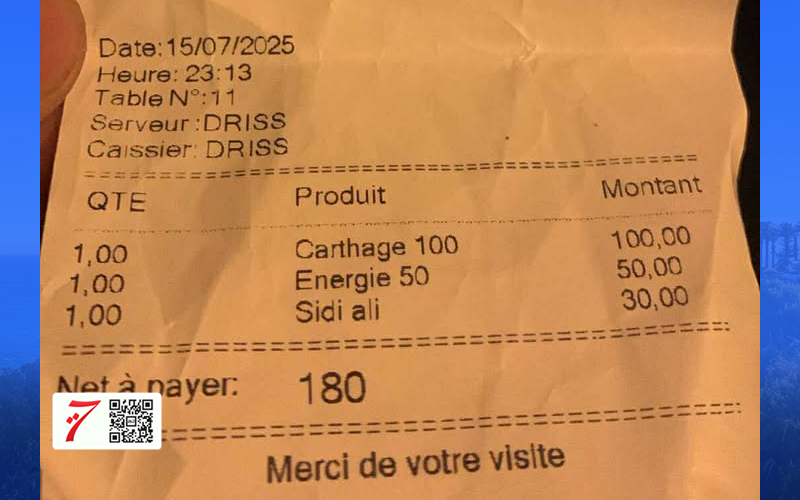 Date:15/07/2025
Heure: 23:13
Table N°:11
Serveur :DRISS
Caissier: DRISS
QTE Produit Montant
1,00 Carthage 100 100,00
1,00 Energie 50 50,00
1,00 Sidi ali 30,00
Net à payer: 180
Merci de votre visite